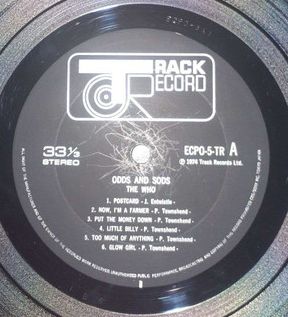 TRACK
RECORD
33⅓
STEREO
ECPO-5-TR A
Ⓟ 1974 Track Records Ltd.
ODDS AND SODS
THE WHO
1. POSTCARD - J. Entwistle -
2. NOW, I'M A FARMER - P. Townshend -
3. PUT THE MONEY DOWN - P. Townshend -
4. LITTLE BILLY - P. Townshend -
5. TOO MUCH OF ANYTHING - P. Townshend -
6. GLOW GIRL - P. Townshend -